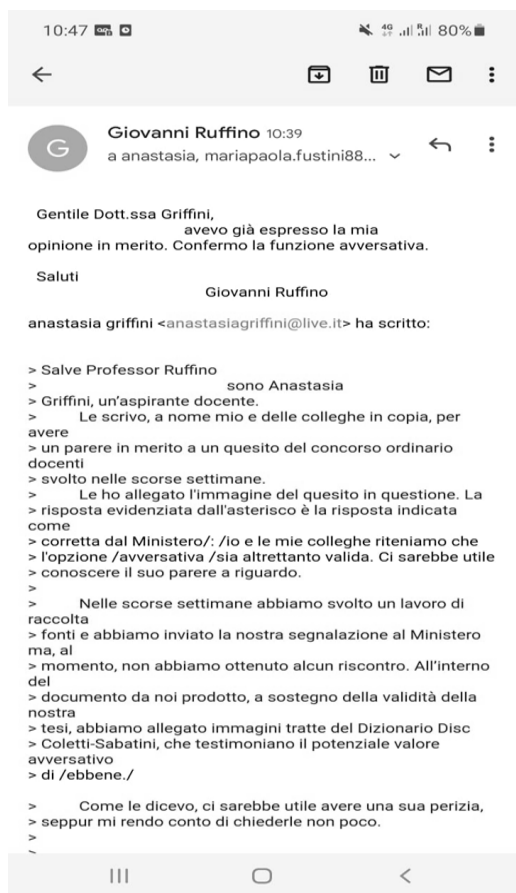 10:47 4G R 80%
Giovanni Ruffino 10:39
G
a anastasia, mariapaola.fustini88...
Gentile Dott.ssa Griffini,
avevo già espresso la mia
opinione in merito. Confermo la funzione avversativa.
Saluti
Giovanni Ruffino
anastasia griffini <anastasiagriffini@live.it> ha scritto:
> Salve Professor Ruffino
> sono Anastasia
> Griffini, un'aspirante docente.
> Le scrivo, a nome mio e delle colleghe in copia, per
avere
> un parere in merito a un quesito del concorso ordinario
docenti
> svolto nelle scorse settimane.
> Le ho allegato l'immagine del quesito in questione. La
> risposta evidenziata dall'asterisco è la risposta indicata
come
> corretta dal Ministero/: /io e le mie colleghe riteniamo che
> l'opzione /avversativa /sia altrettanto valida. Ci sarebbe utile
> conoscere il suo parere a riguardo.
>
> Nelle scorse settimane abbiamo svolto un lavoro di
raccolta
> fonti e abbiamo inviato la nostra segnalazione al Ministero
ma, al
> momento, non abbiamo ottenuto alcun riscontro. All'interno
del
> documento da noi prodotto, a sostegno della validità della
nostra
> tesi, abbiamo allegato immagini tratte del Dizionario Disc
> Coletti-Sabatini, che testimoniano il potenziale valore
avversativo
> di /ebbene./
> Come le dicevo, ci sarebbe utile avere una sua perizia,
> seppur mi rendo conto di chiederle non poco.
>